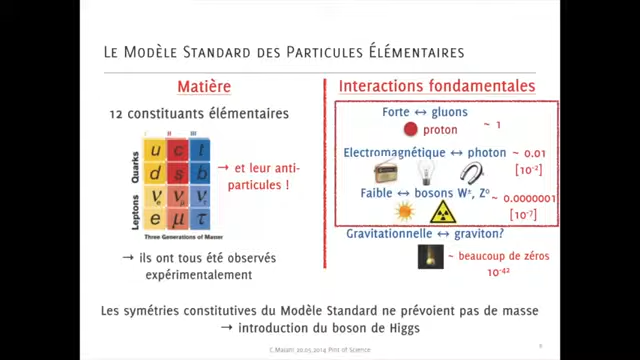 Le Modèle Standard des Particules Élémentaires
Matière
12 constituants élémentaires
I II III
Quarks
u c t
d s b
Leptons
νe νμ ντ
e μ τ
Three Generations of Matter
→ et leur anti-
particules !
→ ils ont tous été observés
expérimentalement
Interactions fondamentales
Forte ↔ gluons
proton
~ 1
Electromagnétique ↔ photon
~ 0.01
[10⁻²]
Faible ↔ bosons W±, Z⁰
~ 0.0000001
[10⁻⁷]
Gravitationnelle ↔ graviton?
~ beaucoup de zéros
10⁻⁴²
Les symétries constitutives du Modèle Standard ne prévoient pas de masse
→ introduction du boson de Higgs
C.Maiani 20.05.2014 Pint of Science